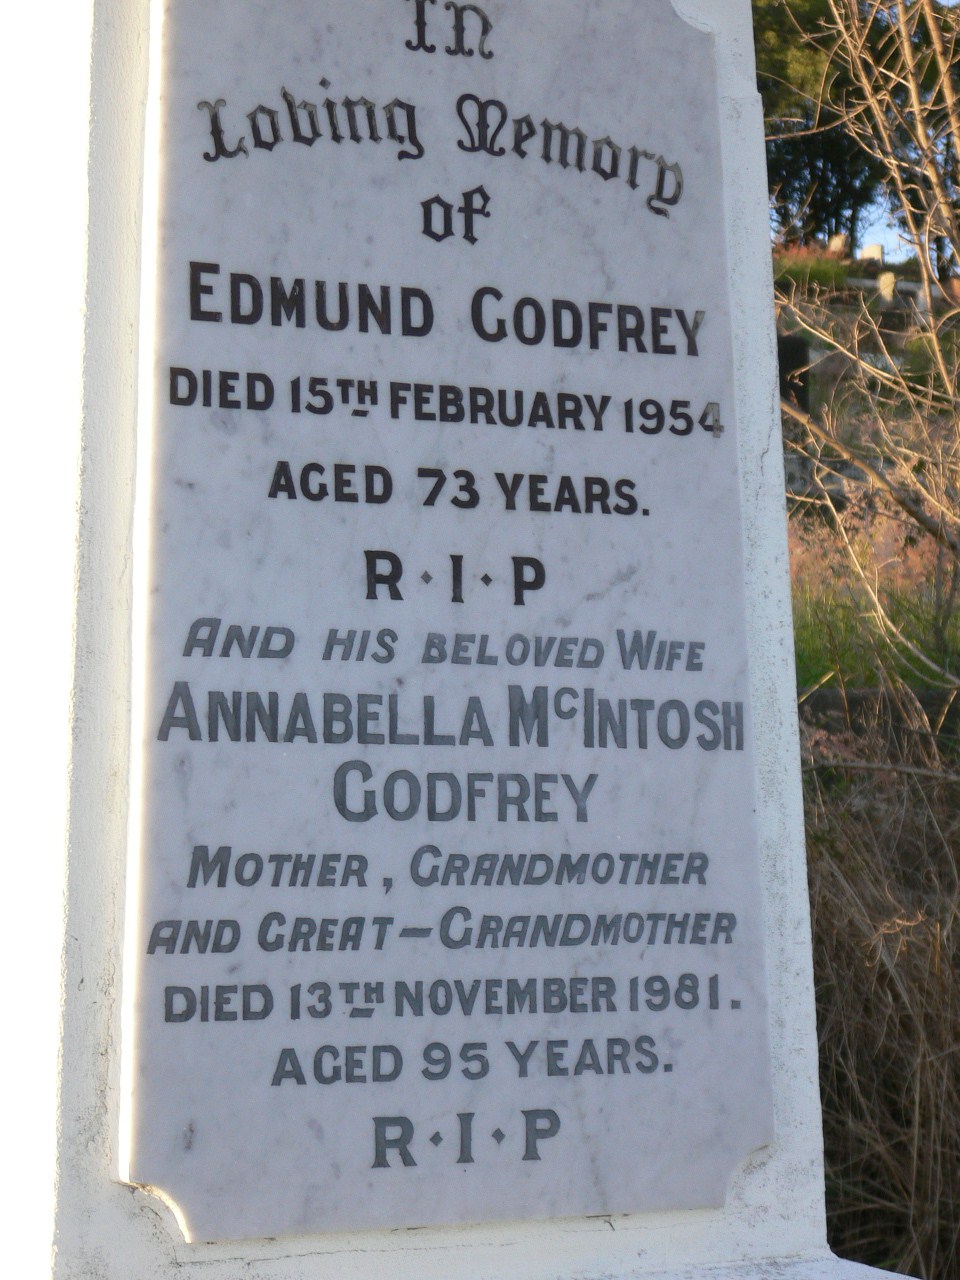 In
Loving Memory
of
EDMUND GODFREY
DIED 15TH FEBRUARY 1954
AGED 73 YEARS.
R·I·P
AND HIS BELOVED WIFE
ANNABELLA McINTOSH
GODFREY
MOTHER, GRANDMOTHER
AND GREAT-GRANDMOTHER
DIED 13TH NOVEMBER 1981.
AGED 95 YEARS.
R·I·P